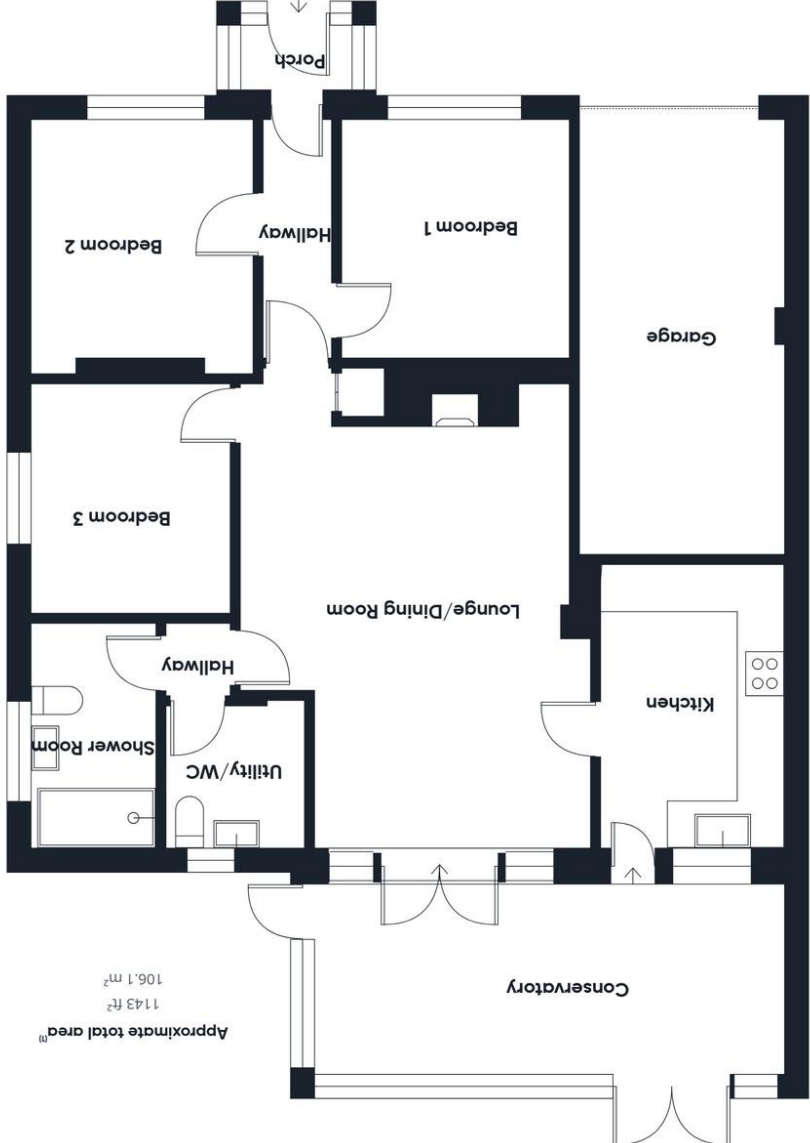 Approximate total area⁽¹⁾
1143 ft²
106.1 m²
Conservatory
Utility/WC
Shower Room
Kitchen
Hallway
Lounge/Dining Room
Bedroom 3
Garage
Bedroom 2
Hallway
Bedroom 1
Porch